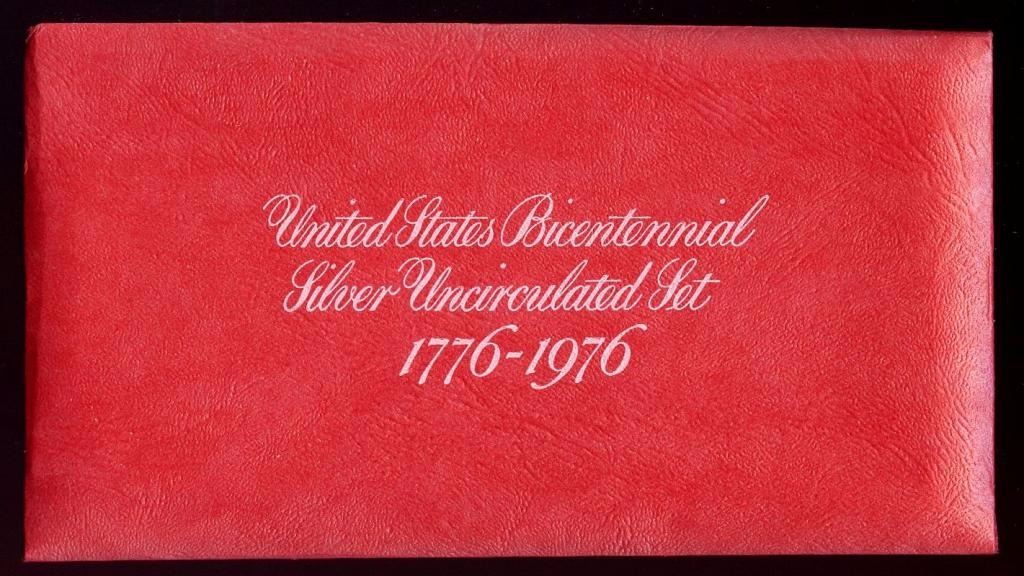 United States Bicentennial
Silver Uncirculated Set
1776-1976